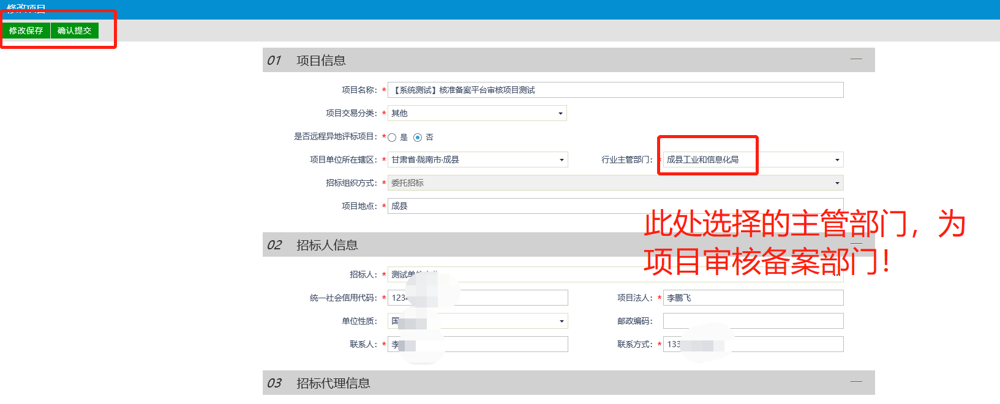 修改项目
修改保存 确认提交
01 项目信息
项目名称： * 【系统测试】核准备案平台审核项目测试
项目交易分类： * 其他
是否远程异地评标项目： * 是 否
项目单位所在辖区： * 甘肃省·陇南市·成县 行业主管部门： * 成县工业和信息化局
招标组织方式： * 委托招标
项目地点： * 成县
此处选择的主管部门，为
项目审核备案部门！
02 招标人信息
招标人： * 测试单位
统一社会信用代码： * 1234 项目法人： * 李鹏飞
单位性质： 国 邮政编码：
联系人： * 李 联系方式： * 133
03 招标代理信息